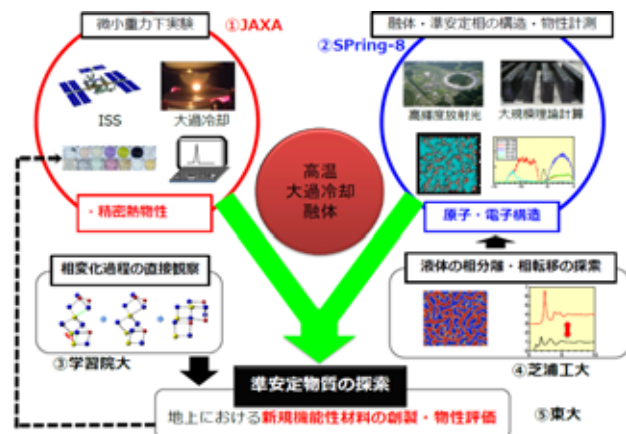 微小重力下実験
①JAXA
ISS
大過冷却
・精密熱物性
融体・準安定相の構造・物性計測
②SPring-8
高輝度放射光
大規模理論計算
原子・電子構造
高温
大過冷却
融体
相変化過程の直接観察
③学習院大
液体の相分離・相転移の探索
④芝浦工大
準安定物質の探索
地上における新規機能性材料の創製・物性評価
⑤東大